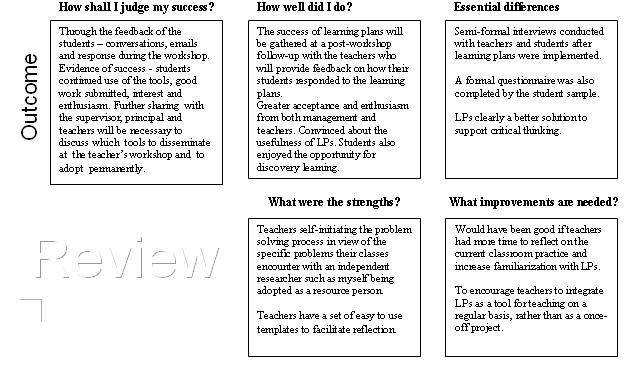 How shall I judge my success?
Through the feedback of the
students – conversations, emails
and response during the workshop.
Evidence of success - students
continued use of the tools, good
work submitted, interest and
enthusiasm. Further sharing with
the supervisor, principal and
teachers will be necessary to
discuss which tools to disseminate
at the teacher's workshop and to
adopt permanently.
How well did I do?
The success of learning plans will
be gathered at a post-workshop
follow-up with the teachers who
will provide feedback on how their
students responded to the learning
plans.
Greater acceptance and enthusiasm
from both management and
teachers. Convinced about the
usefulness of LPs. Students also
enjoyed the opportunity for
discovery learning.
Essential differences
Semi-formal interviews conducted
with teachers and students after
learning plans were implemented.
A formal questionnaire was also
completed by the student sample.
LPs clearly a better solution to
support critical thinking.
Outcome
What were the strengths?
Teachers self-initiating the problem
solving process in view of the
specific problems their classes
encounter with an independent
researcher such as myself being
adopted as a resource person.
Teachers have a set of easy to use
templates to facilitate reflection.
What improvements are needed?
Would have been good if teachers
had more time to reflect on the
current classroom practice and
increase familiarization with LPs.
To encourage teachers to integrate
LPs as a tool for teaching on a
regular basis, rather than as a once-
off project.
Review